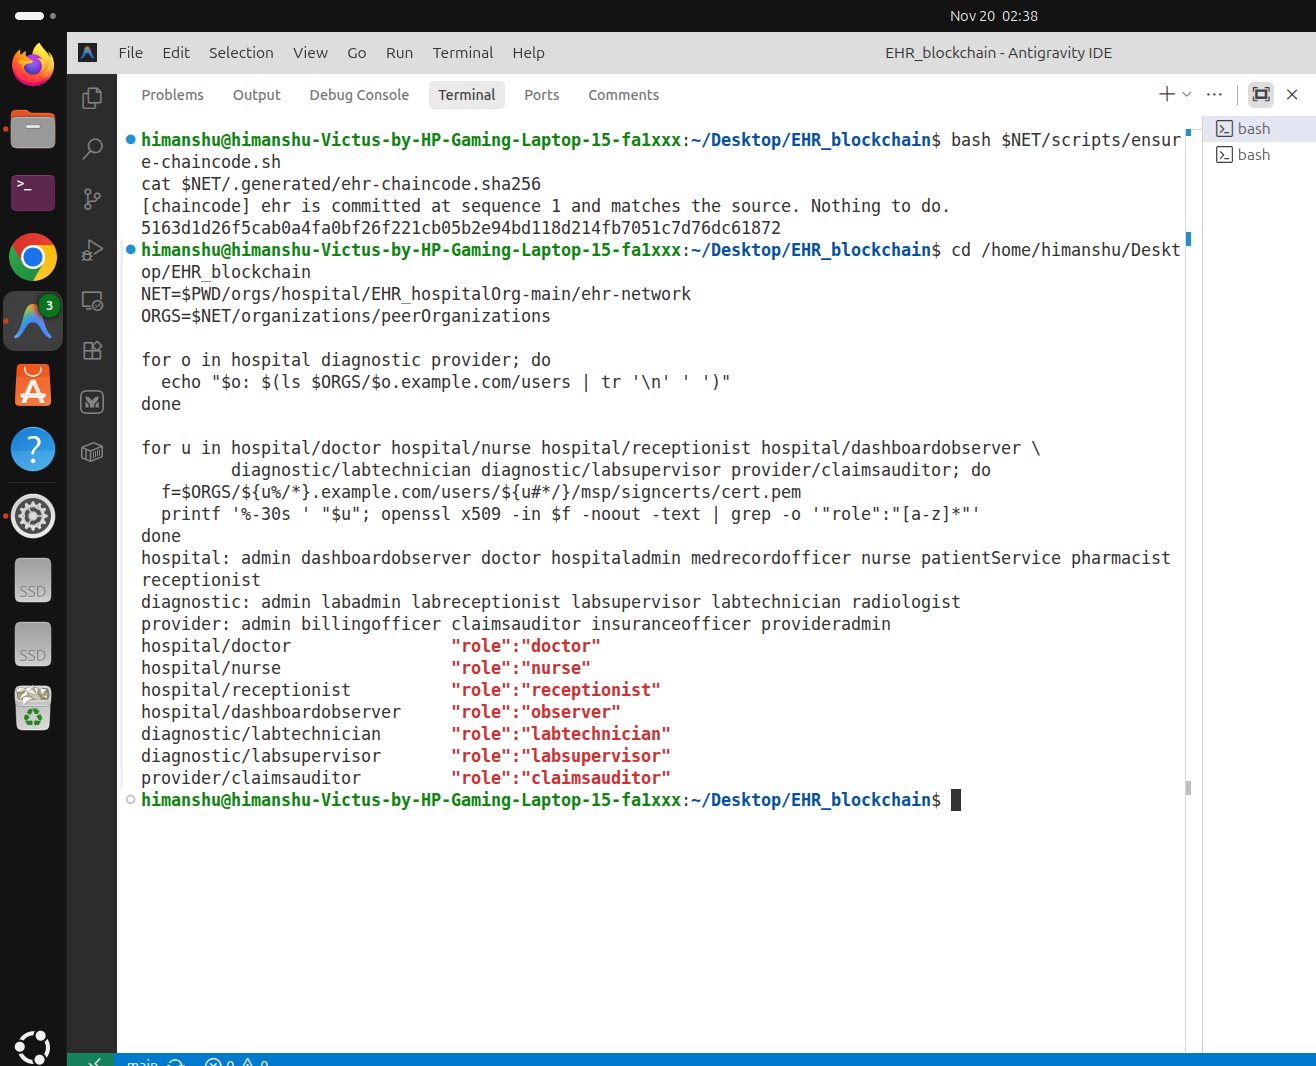 Nov 20 02:38
File Edit Selection View Go Run Terminal Help
EHR_blockchain - Antigravity IDE
Problems Output Debug Console Terminal Ports Comments
bash
bash
himanshu@himanshu-Victus-by-HP-Gaming-Laptop-15-fa1xxx:~/Desktop/EHR_blockchain$ bash $NET/scripts/ensur
e-chaincode.sh
cat $NET/.generated/ehr-chaincode.sha256
[chaincode] ehr is committed at sequence 1 and matches the source. Nothing to do.
5163d1d26f5cab0a4fa0bf26f221cb05b2e94bd118d214fb7051c7d76dc61872
himanshu@himanshu-Victus-by-HP-Gaming-Laptop-15-fa1xxx:~/Desktop/EHR_blockchain$ cd /home/himanshu/Deskt
op/EHR_blockchain
NET=$PWD/orgs/hospital/EHR_hospitalOrg-main/ehr-network
ORGS=$NET/organizations/peerOrganizations
for o in hospital diagnostic provider; do
  echo "$o: $(ls $ORGS/$o.example.com/users | tr '\n' ' ')"
done
for u in hospital/doctor hospital/nurse hospital/receptionist hospital/dashboardobserver \
         diagnostic/labtechnician diagnostic/labsupervisor provider/claimsauditor; do
  f=$ORGS/${u%/*}.example.com/users/${u#*/}/msp/signcerts/cert.pem
  printf '%-30s ' "$u"; openssl x509 -in $f -noout -text | grep -o '"role":"[a-z]*"'
done
hospital: admin dashboardobserver doctor hospitaladmin medrecordofficer nurse patientService pharmacist
receptionist
diagnostic: admin labadmin labreceptionist labsupervisor labtechnician radiologist
provider: admin billingofficer claimsauditor insuranceofficer provideradmin
hospital/doctor "role":"doctor"
hospital/nurse "role":"nurse"
hospital/receptionist "role":"receptionist"
hospital/dashboardobserver "role":"observer"
diagnostic/labtechnician "role":"labtechnician"
diagnostic/labsupervisor "role":"labsupervisor"
provider/claimsauditor "role":"claimsauditor"
himanshu@himanshu-Victus-by-HP-Gaming-Laptop-15-fa1xxx:~/Desktop/EHR_blockchain$
3
SSD
SSD
main 0 0